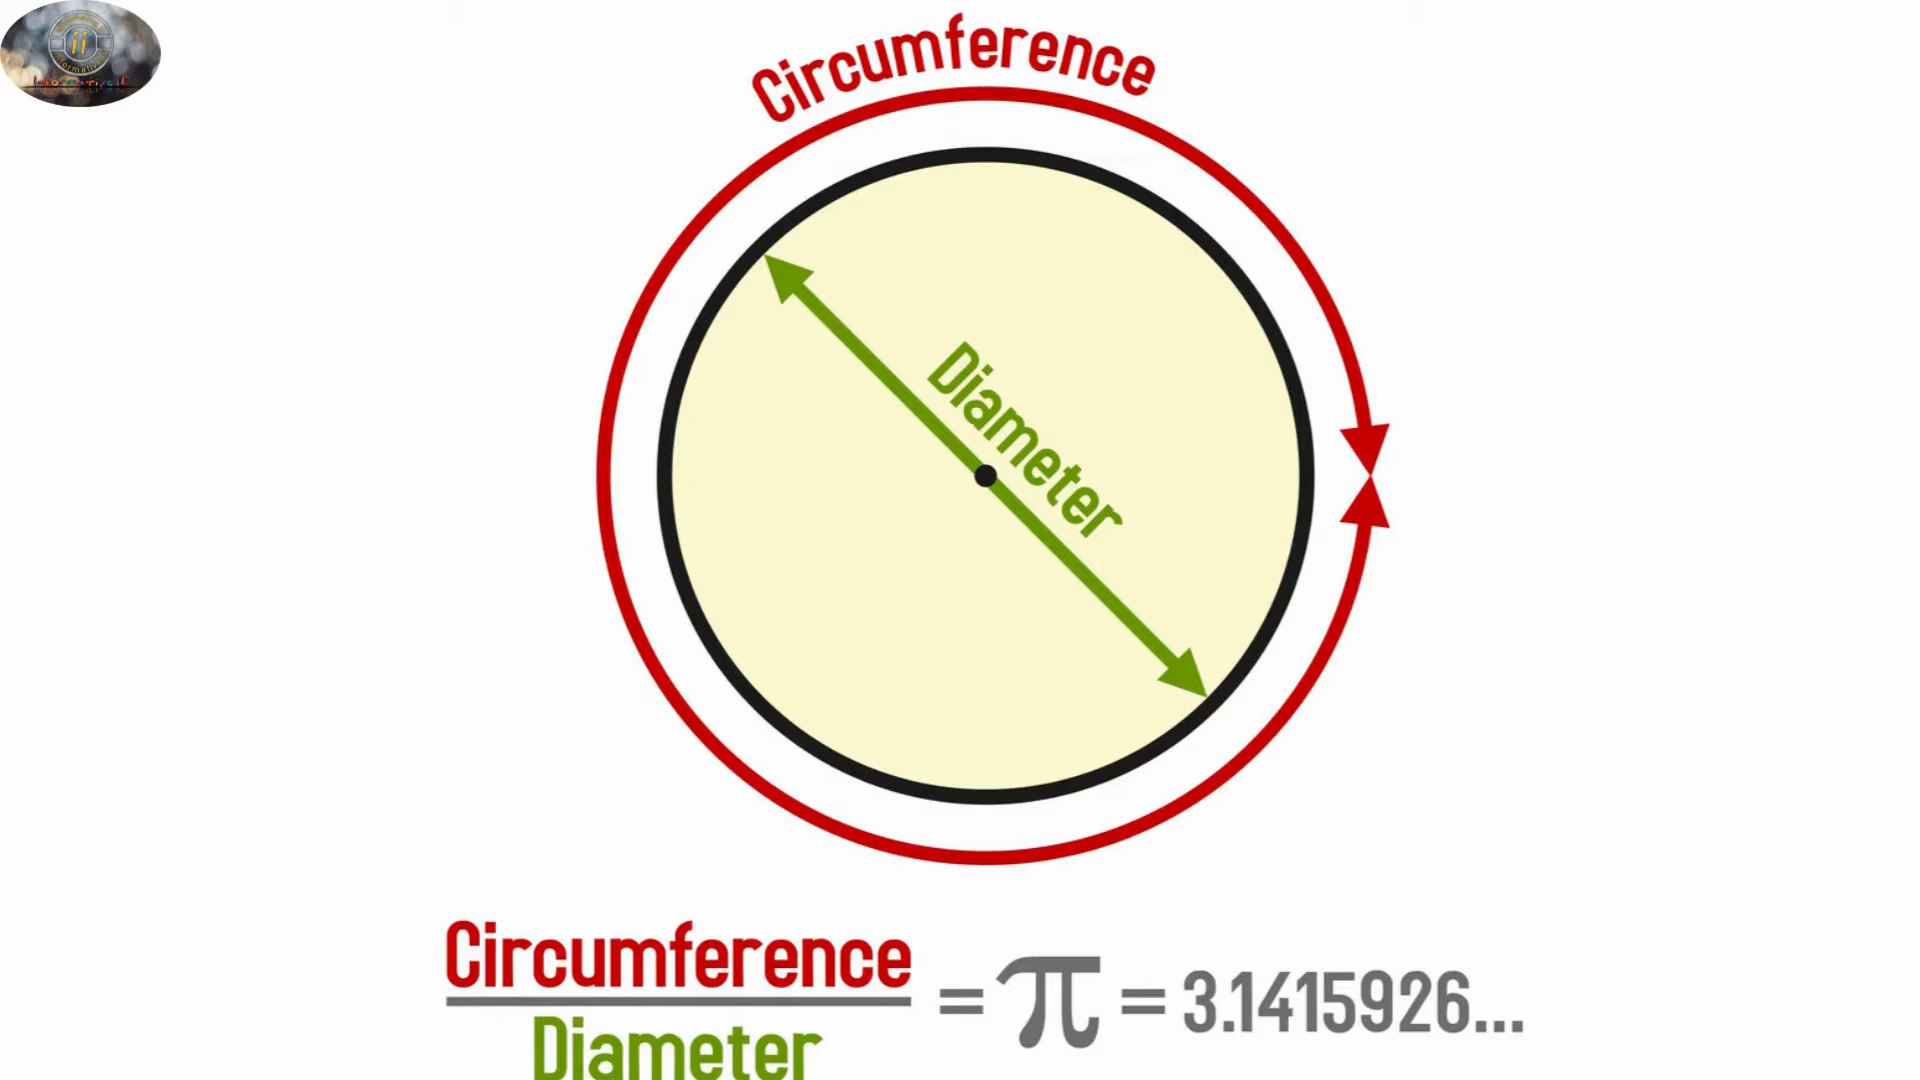 Circumference
Diameter
Circumference
Diameter
= π = 3.1415926...